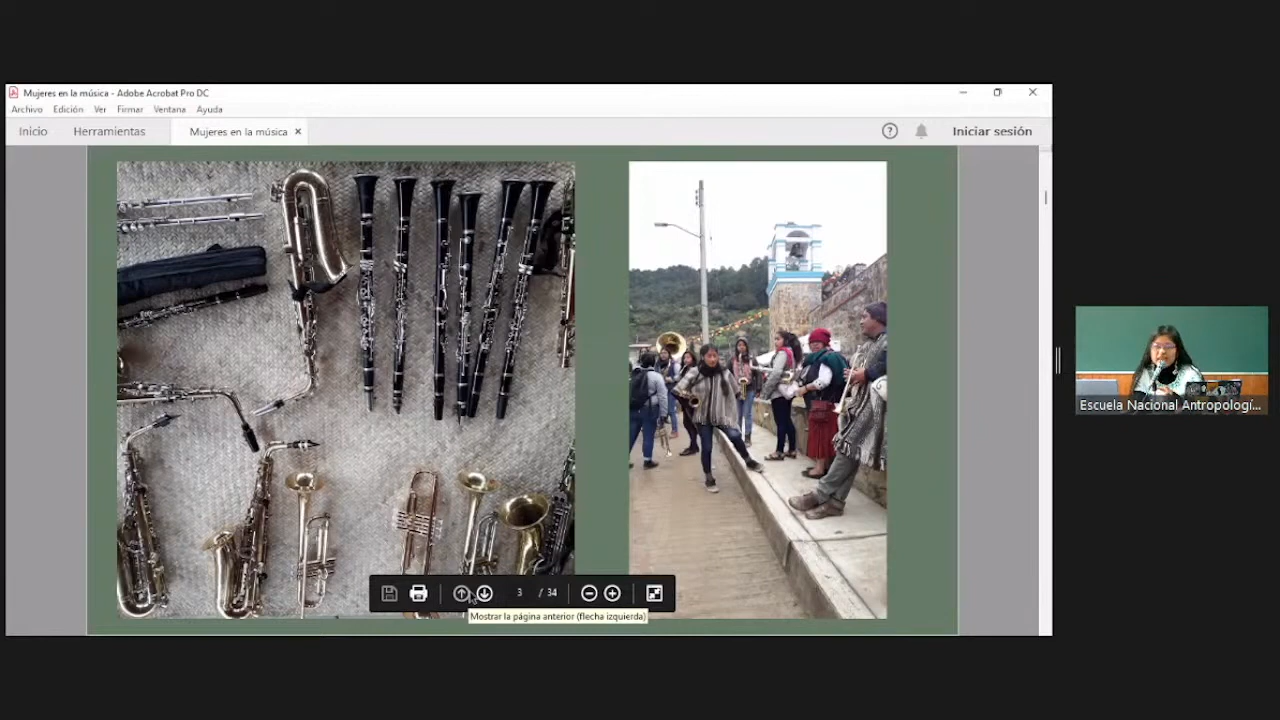 Mujeres en la música - Adobe Acrobat Pro DC
Archivo Edición Ver Firmar Ventana Ayuda
Inicio Herramientas Mujeres en la música × Iniciar sesión
3 / 34
Mostrar la página anterior (flecha izquierda)
Escuela Nacional Antropologí...